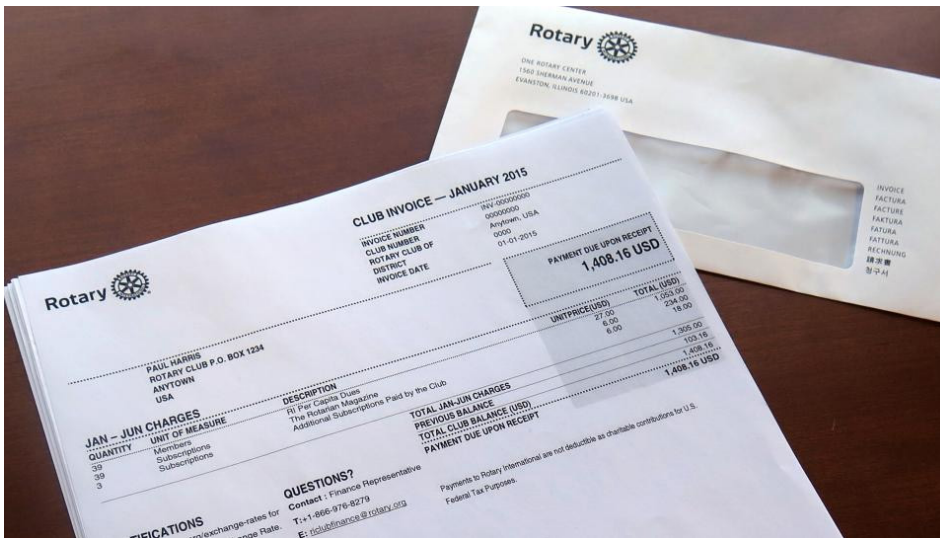 Rotary
ONE ROTARY CENTER
1560 SHERMAN AVENUE
EVANSTON, ILLINOIS 60201-3698 USA
INVOICE
FACTURA
FACTURE
FAKTURA
FATURA
FATTURA
RECHNUNG
請求書
청구서
Rotary
CLUB INVOICE — JANUARY 2015
INVOICE NUMBER INV-00000000
CLUB NUMBER 00000000
ROTARY CLUB OF Anytown, USA
DISTRICT 0000
INVOICE DATE 01-01-2015
PAYMENT DUE UPON RECEIPT
1,408.16 USD
PAUL HARRIS
ROTARY CLUB P.O. BOX 1234
ANYTOWN
USA
JAN – JUN CHARGES
QUANTITY UNIT OF MEASURE DESCRIPTION UNITPRICE(USD) TOTAL (USD)
39 Members RI Per Capita Dues 27.00 1,053.00
39 Subscriptions The Rotarian Magazine 6.00 234.00
3 Subscriptions Additional Subscriptions Paid by the Club 6.00 18.00
TOTAL JAN-JUN CHARGES 1,305.00
PREVIOUS BALANCE 103.16
TOTAL CLUB BALANCE (USD) 1,408.16
PAYMENT DUE UPON RECEIPT 1,408.16 USD
QUESTIONS?
Contact : Finance Representative
T:+1-866-976-8279
E: riclubfinance@rotary.org
Payments to Rotary International are not deductible as charitable contributions for U.S.
Federal Tax Purposes.
/exchange-rates for
Rate.